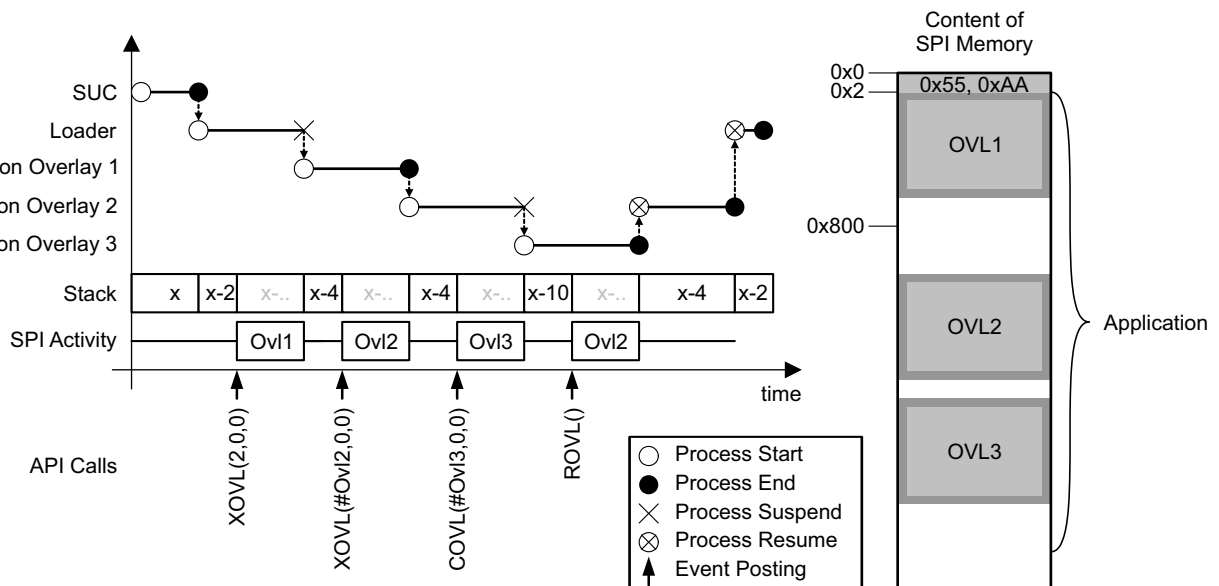 Content of
SPI Memory
0x0
0x2
0x55, 0xAA
SUC
Loader
on Overlay 1
on Overlay 2
on Overlay 3
OVL1
0x800
Stack
x
x-2
x-..
x-4
x-..
x-4
x-..
x-10
x-..
x-4
x-2
SPI Activity
Ovl1
Ovl2
Ovl3
Ovl2
OVL2
Application
time
API Calls
XOVL(2,0,0)
XOVL(#Ovl2,0,0)
COVL(#Ovl3,0,0)
ROVL()
OVL3
Process Start
Process End
Process Suspend
Process Resume
Event Posting